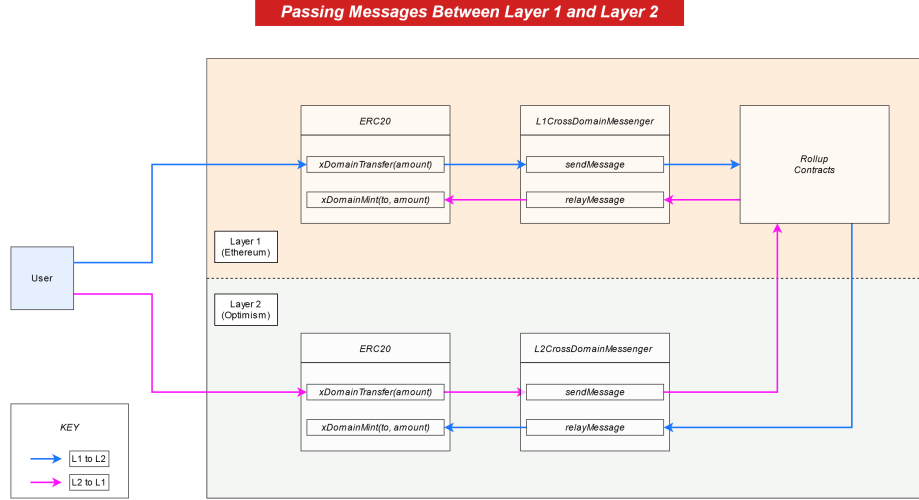 Passing Messages Between Layer 1 and Layer 2
ERC20
xDomainTransfer(amount)
xDomainMint(to, amount)
L1CrossDomainMessenger
sendMessage
relayMessage
Rollup
Contracts
Layer 1
(Ethereum)
User
Layer 2
(Optimism)
ERC20
xDomainTransfer(amount)
xDomainMint(to, amount)
L2CrossDomainMessenger
sendMessage
relayMessage
KEY
L1 to L2
L2 to L1